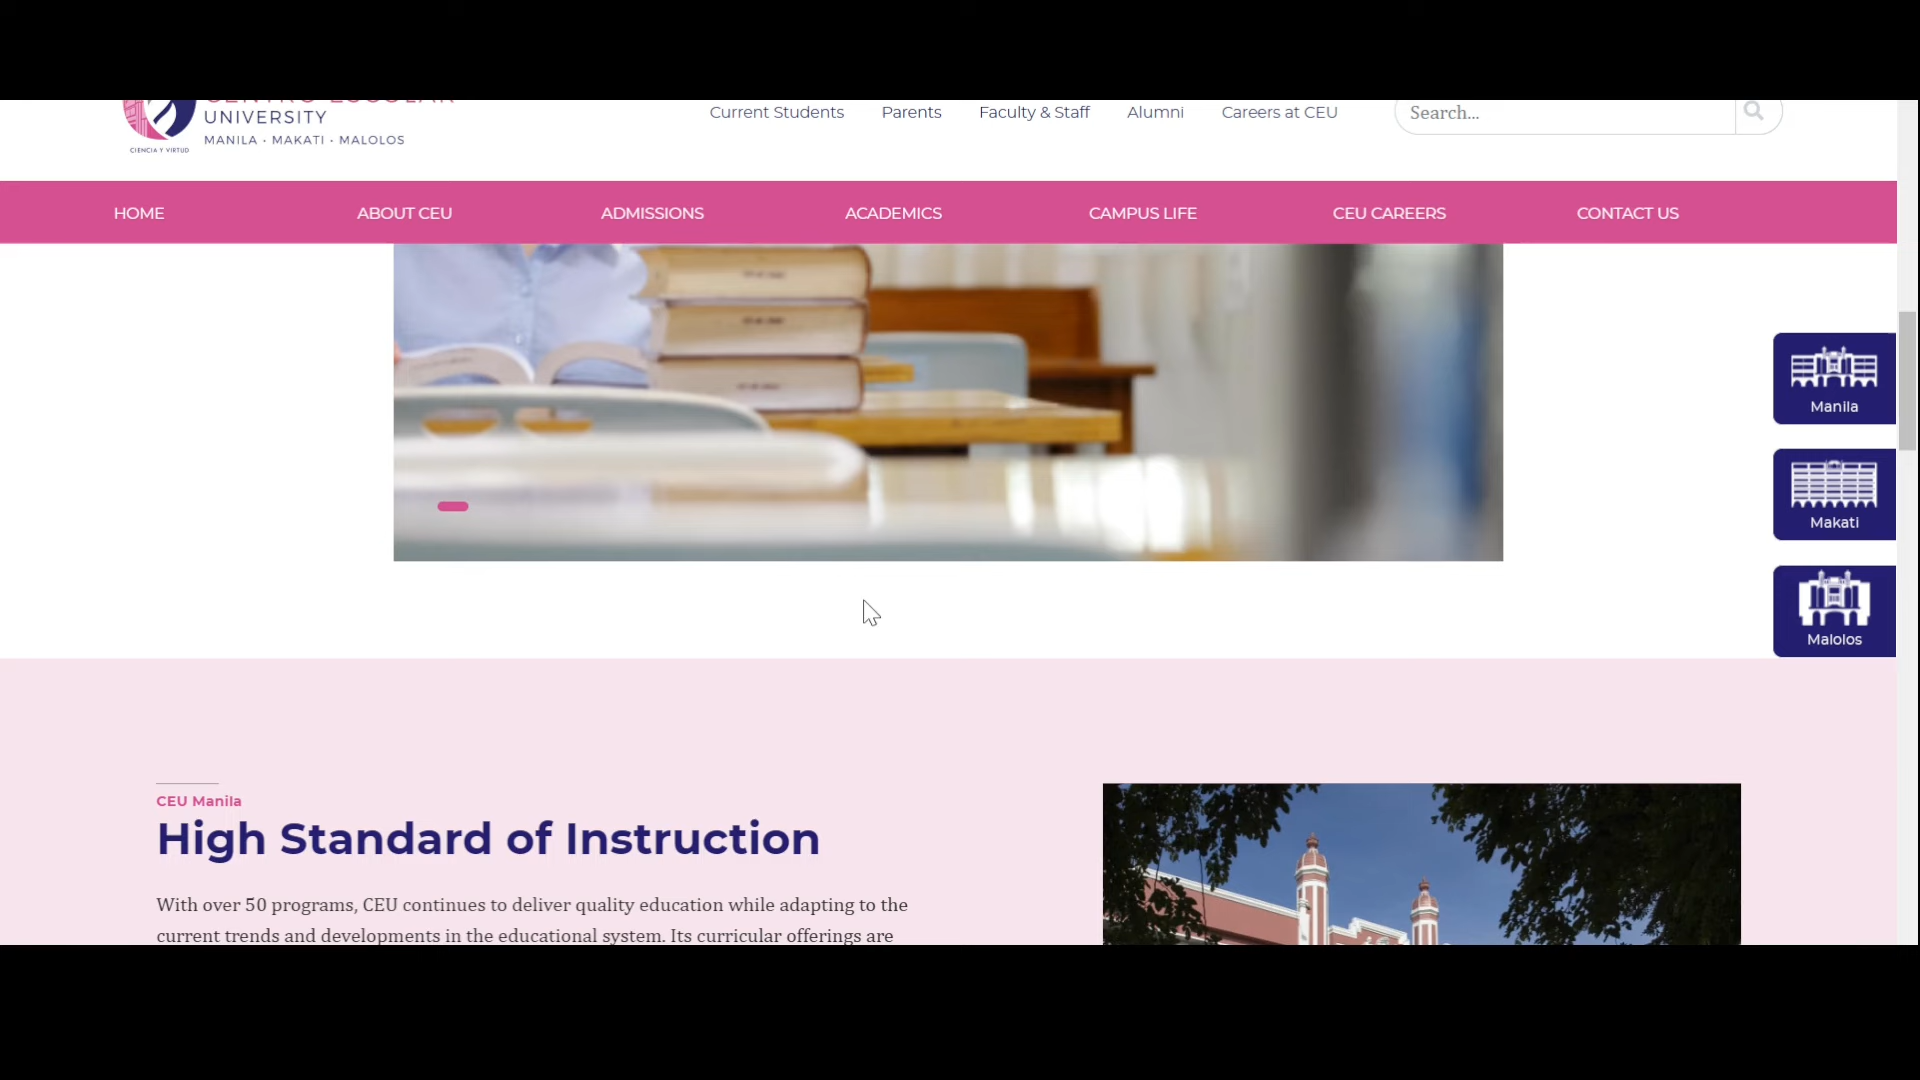 CENTRO ESCOLAR
UNIVERSITY
MANILA · MAKATI · MALOLOS
CIENCIA Y VIRTUD
Current Students
Parents
Faculty & Staff
Alumni
Careers at CEU
Search...
HOME
ABOUT CEU
ADMISSIONS
ACADEMICS
CAMPUS LIFE
CEU CAREERS
CONTACT US
Manila
Makati
Malolos
CEU Manila
High Standard of Instruction
With over 50 programs, CEU continues to deliver quality education while adapting to the
current trends and developments in the educational system. Its curricular offerings are